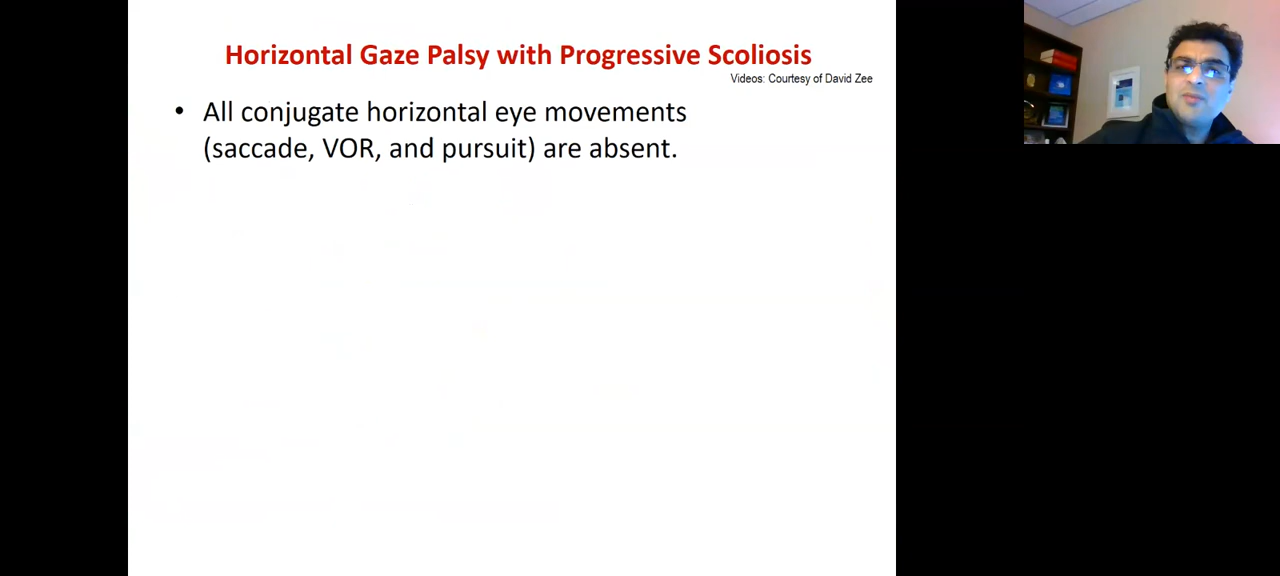 Horizontal Gaze Palsy with Progressive Scoliosis
Videos: Courtesy of David Zee
• All conjugate horizontal eye movements
(saccade, VOR, and pursuit) are absent.